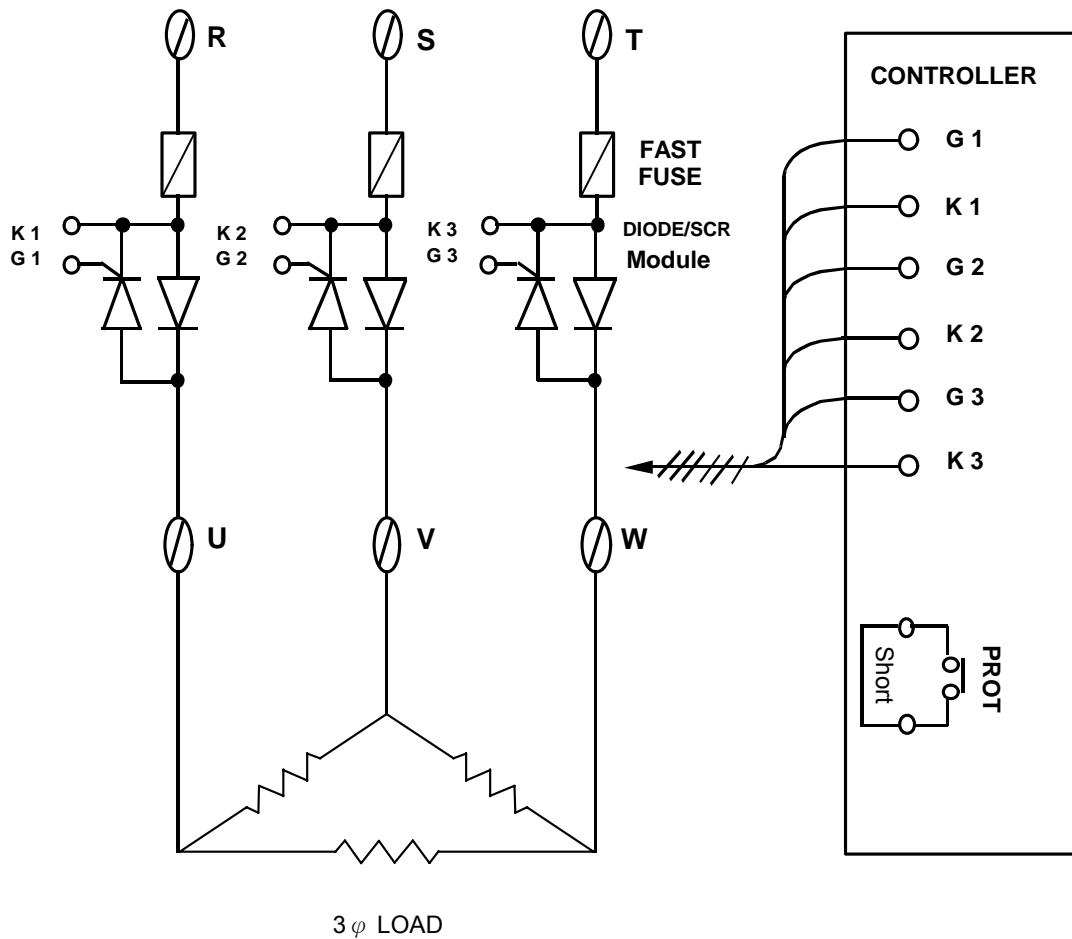 R
S
T
CONTROLLER
FAST
FUSE
G 1
K 1
G 2
K 2
G 3
K 3
K 1
G 1
K 2
G 2
K 3
G 3
DIODE/SCR
Module
U
V
W
Short
PROT
3 φ LOAD